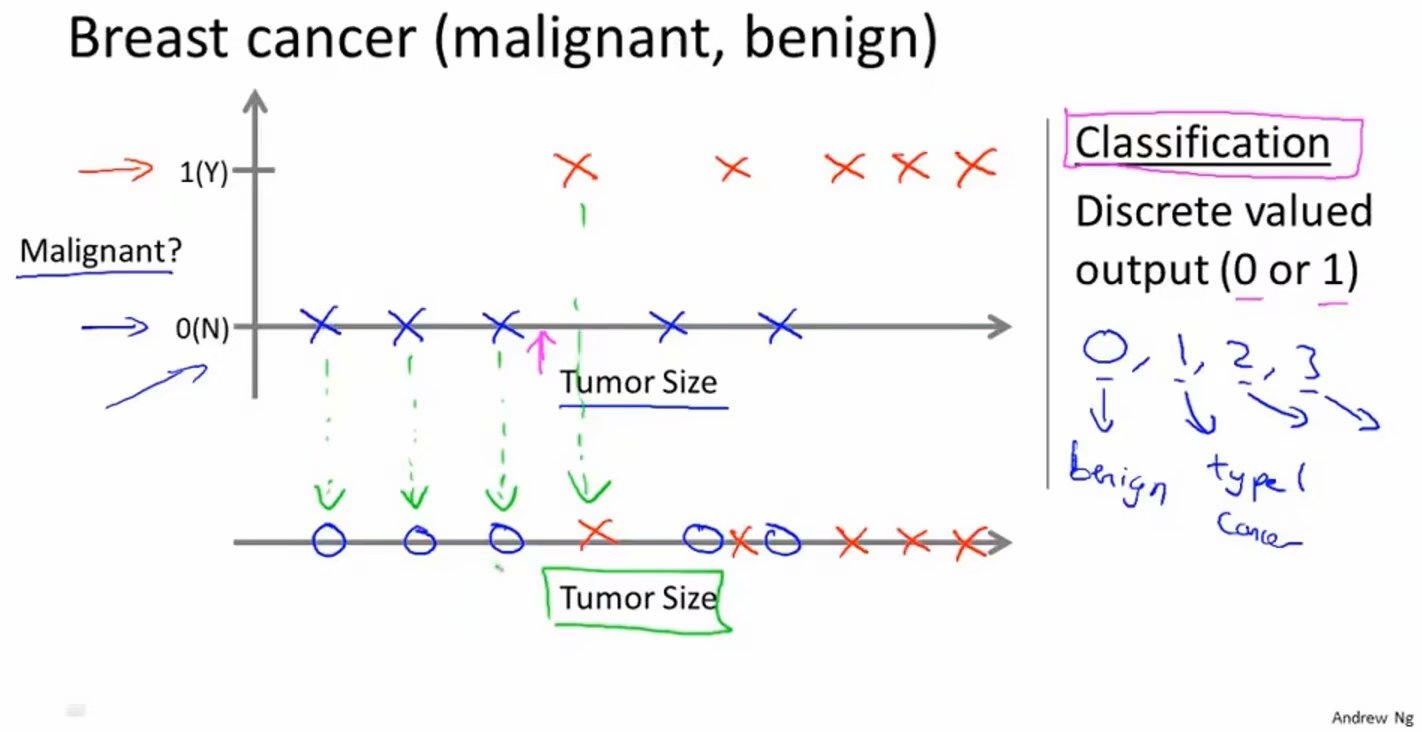 Breast cancer (malignant, benign)
1(Y)
Malignant?
0(N)
Tumor Size
Tumor Size
Classification
Discrete valued
output (0 or 1)
0, 1, 2, 3
benign
type 1
cancer
Andrew Ng